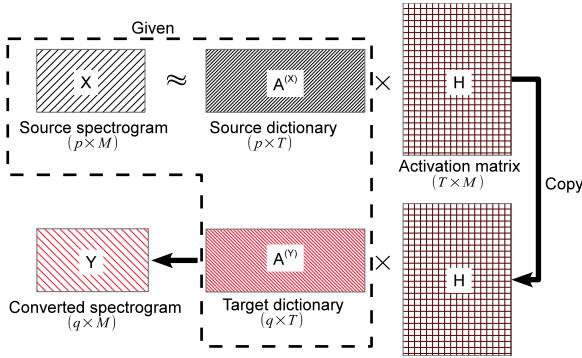 Given
X ≈ A(X) × H
Source spectrogram
(p×M)
Source dictionary
(p×T)
Activation matrix
(T×M)
Copy
Y A(Y) × H
Converted spectrogram
(q×M)
Target dictionary
(q×T)